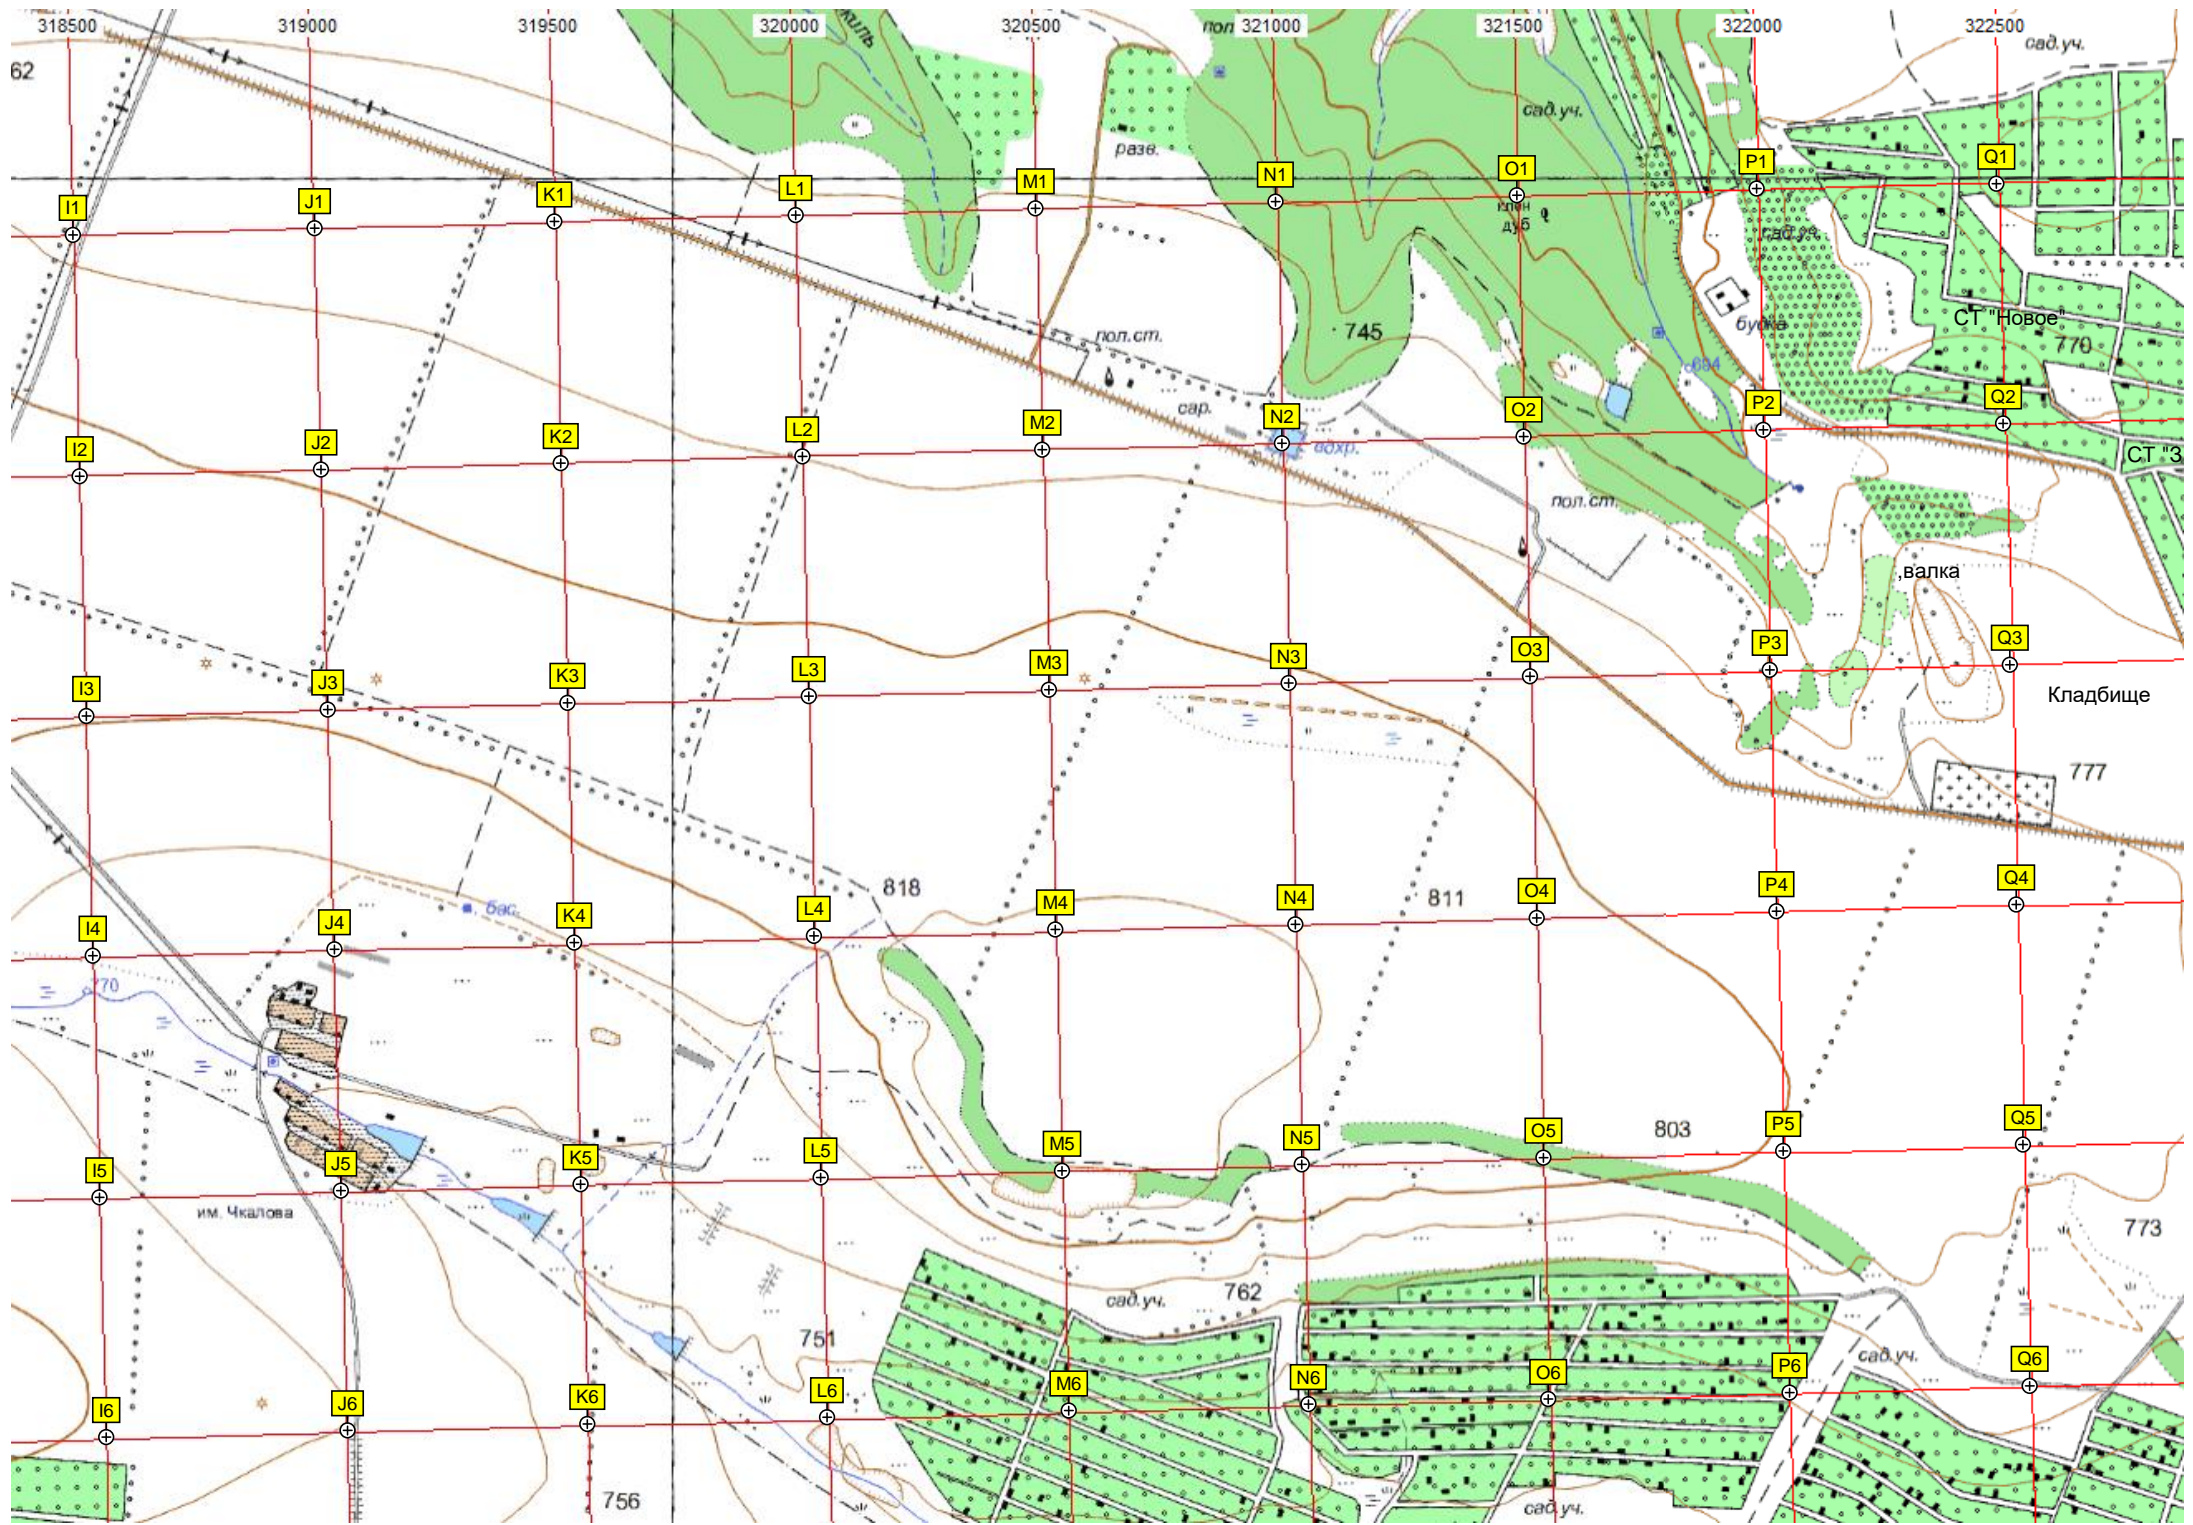 318500 319000 319500 320000 320500 321000 321500 322000 322500
сад.уч.
62
сад.уч.
разв.
I1 J1 K1 L1 M1 N1 O1 P1 Q1
клен
дуб
сад.уч.
СТ "Новое"
745
будка
770
пол.ст.
694
сар.
I2 J2 K2 L2 M2 N2 O2 P2 Q2
вдхр.
СТ "З
пол.ст.
,валка
I3 J3 K3 L3 M3 N3 O3 P3 Q3
Кладбище
777
818
811
бас.
I4 J4 K4 L4 M4 N4 O4 P4 Q4
770
803
I5 J5 K5 L5 M5 N5 O5 P5 Q5
им. Чкалова
773
762
сад.уч.
751
сад.уч.
I6 J6 K6 L6 M6 N6 O6 P6 Q6
756
сад.уч.